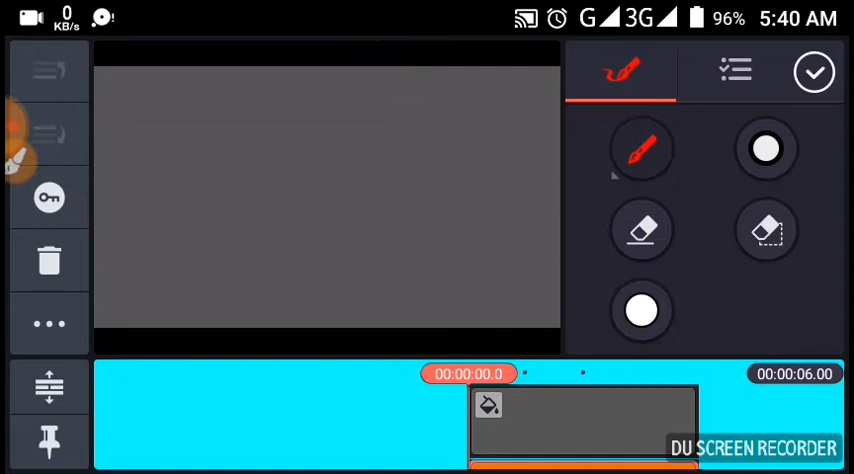 0
KB/s
G
3G
96%
5:40 AM
00:00:00.0
00:00:06.00
DU SCREEN RECORDER